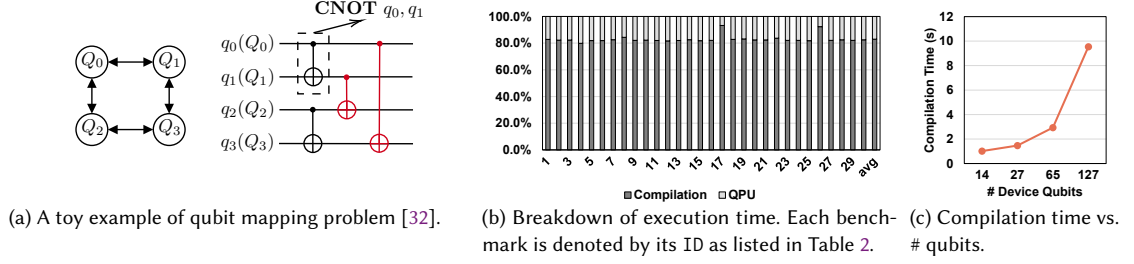 CNOT q0, q1
Q0
Q1
Q2
Q3
q0(Q0)
q1(Q1)
q2(Q2)
q3(Q3)
(a) A toy example of qubit mapping problem [32].
100.0%
80.0%
60.0%
40.0%
20.0%
0.0%
1 3 5 7 9 11 13 15 17 19 21 23 25 27 29 avg
Compilation QPU
(b) Breakdown of execution time. Each bench-
mark is denoted by its ID as listed in Table 2.
Compilation Time (s)
12
10
8
6
4
2
0
14 27 65 127
# Device Qubits
(c) Compilation time vs.
# qubits.